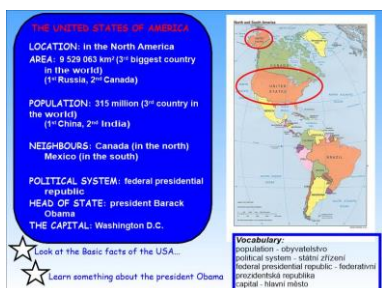 THE UNITED STATES OF AMERICA
LOCATION: in the North America
AREA: 9 529 063 km² (3rd biggest country
in the world)
(1st Russia, 2nd Canada)
POPULATION: 315 million (3rd country in
the world)
(1st China, 2nd India)
NEIGHBOURS: Canada (in the north)
Mexico (in the south)
POLITICAL SYSTEM: federal presidential
republic
HEAD OF STATE: president Barack
Obama
THE CAPITAL: Washington D.C.
Look at the Basic facts of the USA...
Learn something about the president Obama
North and South America
CANADA
UNITED
STATES
BRAZIL
Vocabulary:
population - obyvatelstvo
political system - státní zřízení
federal presidential republic - federativní
prezidentská republika
capital - hlavní město